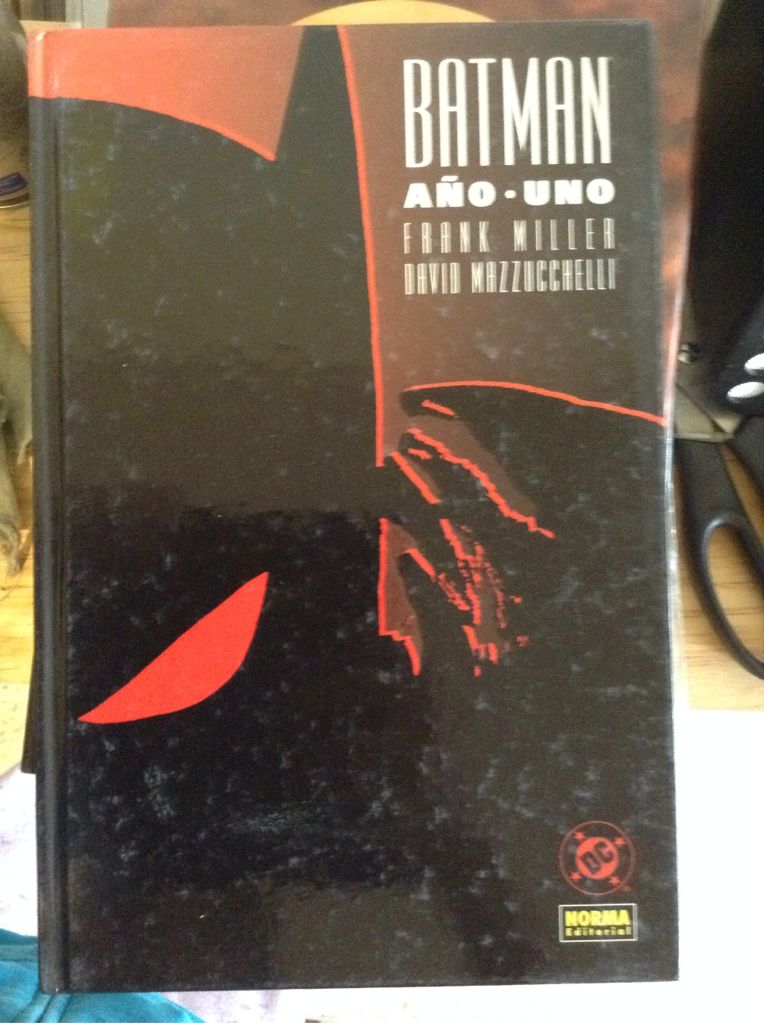 BATMAN
AÑO·UNO
FRANK MILLER
DAVID MAZZUCCHELLI
DC
NORMA
Editorial